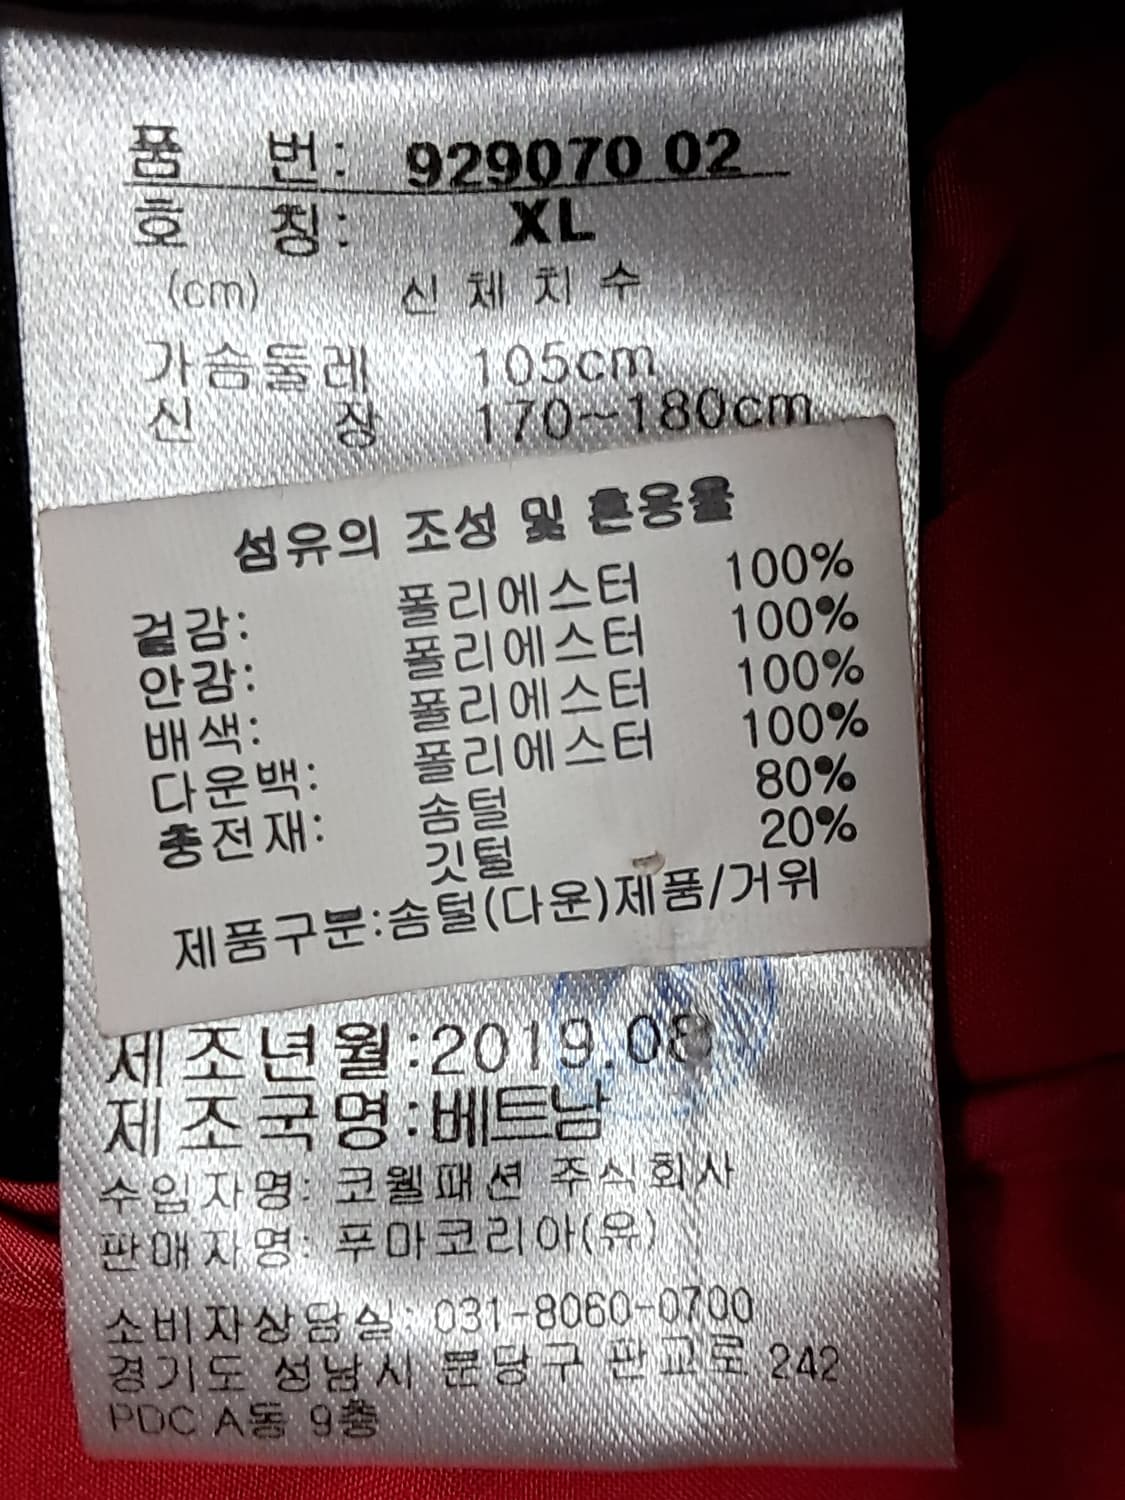 품 번: 929070 02
호 칭: XL
(cm) 신 체 치 수
가슴둘레 105cm
신 장 170~180cm
섬유의 조성 및 혼용율
겉감: 폴리에스터 100%
안감: 폴리에스터 100%
배색: 폴리에스터 100%
다운백: 폴리에스터 100%
충전재: 솜털 80%
깃털 20%
제품구분:솜털(다운)제품/거위
제조년월:2019.08
제조국명:베트남
수입자명: 코웰패션 주식회사
판매자명: 푸마코리아(유)
소비자상담실: 031-8060-0700
경기도 성남시 분당구 판교로 242
PDC A동 9층